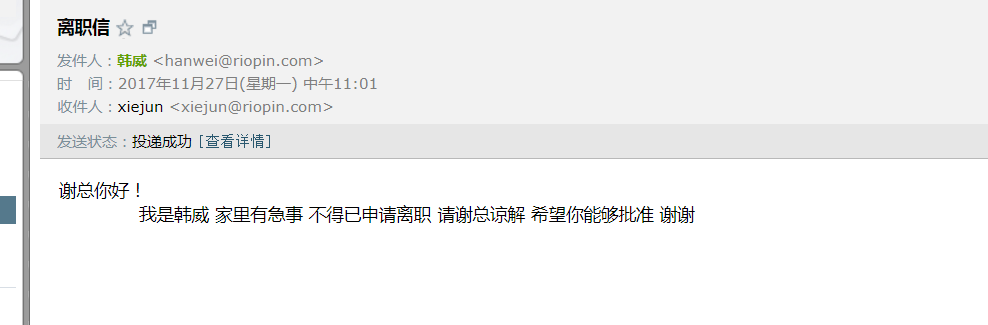 离职信
发件人：韩威 <hanwei@riopin.com>
时　间：2017年11月27日(星期一) 中午11:01
收件人：xiejun <xiejun@riopin.com>
发送状态：投递成功 [查看详情]
谢总你好！
我是韩威 家里有急事 不得已申请离职 请谢总谅解 希望你能够批准 谢谢